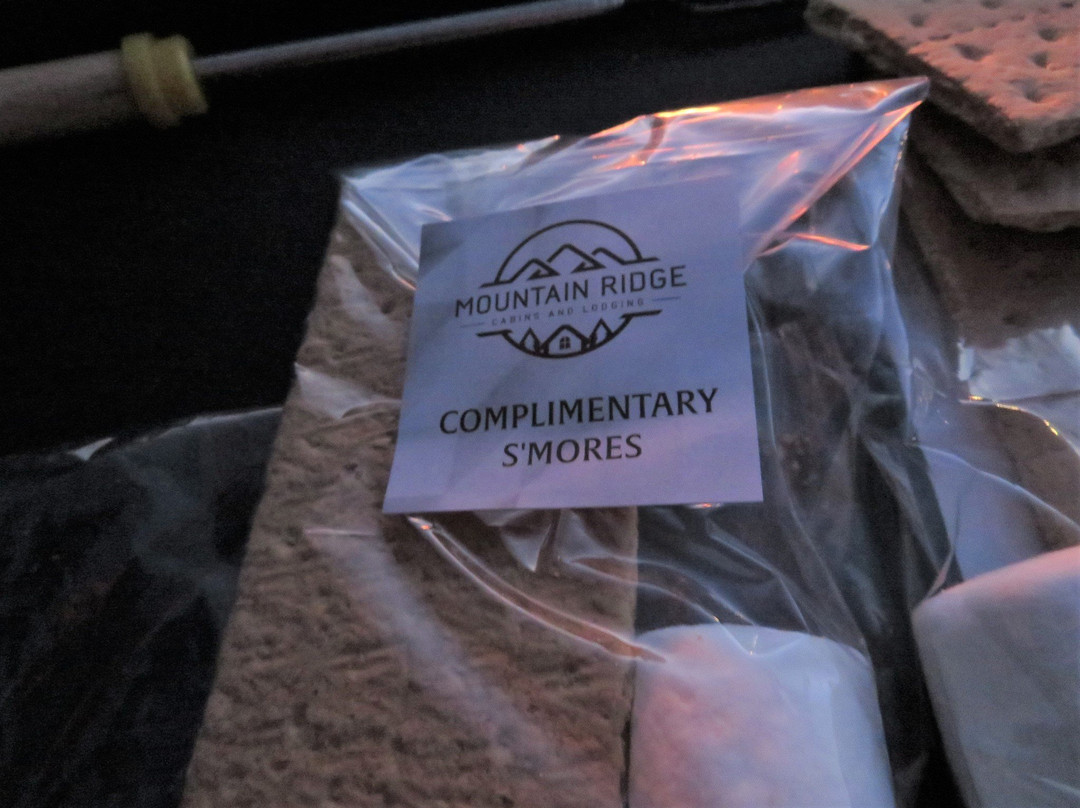 MOUNTAIN RIDGE
CABINS AND LODGING
COMPLIMENTARY
S'MORES